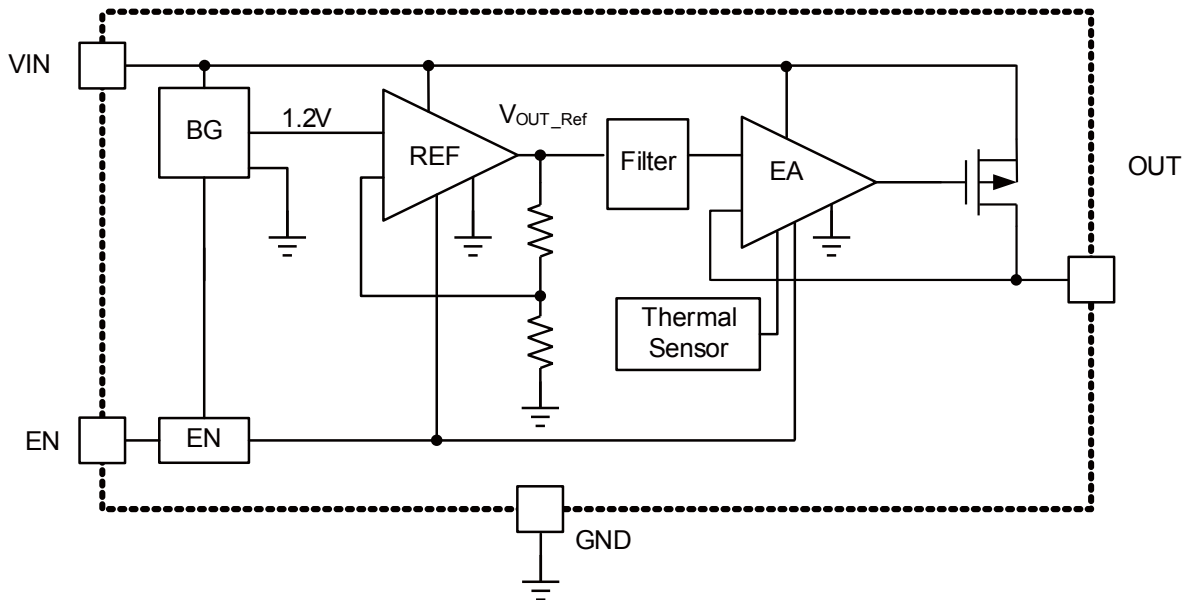 VIN
BG
1.2V
REF
VOUT_Ref
Filter
EA
OUT
Thermal
Sensor
EN
EN
GND